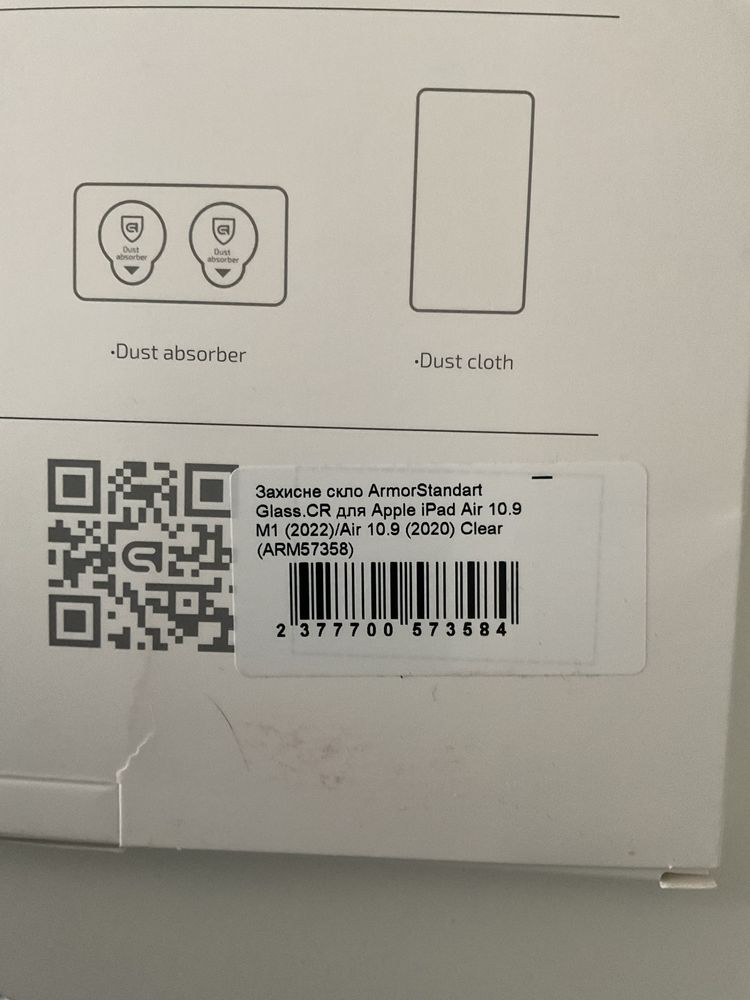 Dust absorber
Dust absorber
•Dust absorber
•Dust cloth
Захисне скло ArmorStandart
Glass.CR для Apple iPad Air 10.9
M1 (2022)/Air 10.9 (2020) Clear
(ARM57358)
2 377700 573584